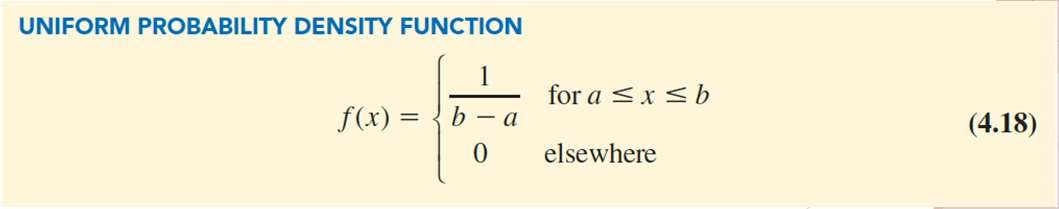 UNIFORM PROBABILITY DENSITY FUNCTION
f(x) = { 1 / (b − a) for a ≤ x ≤ b
0 elsewhere
(4.18)